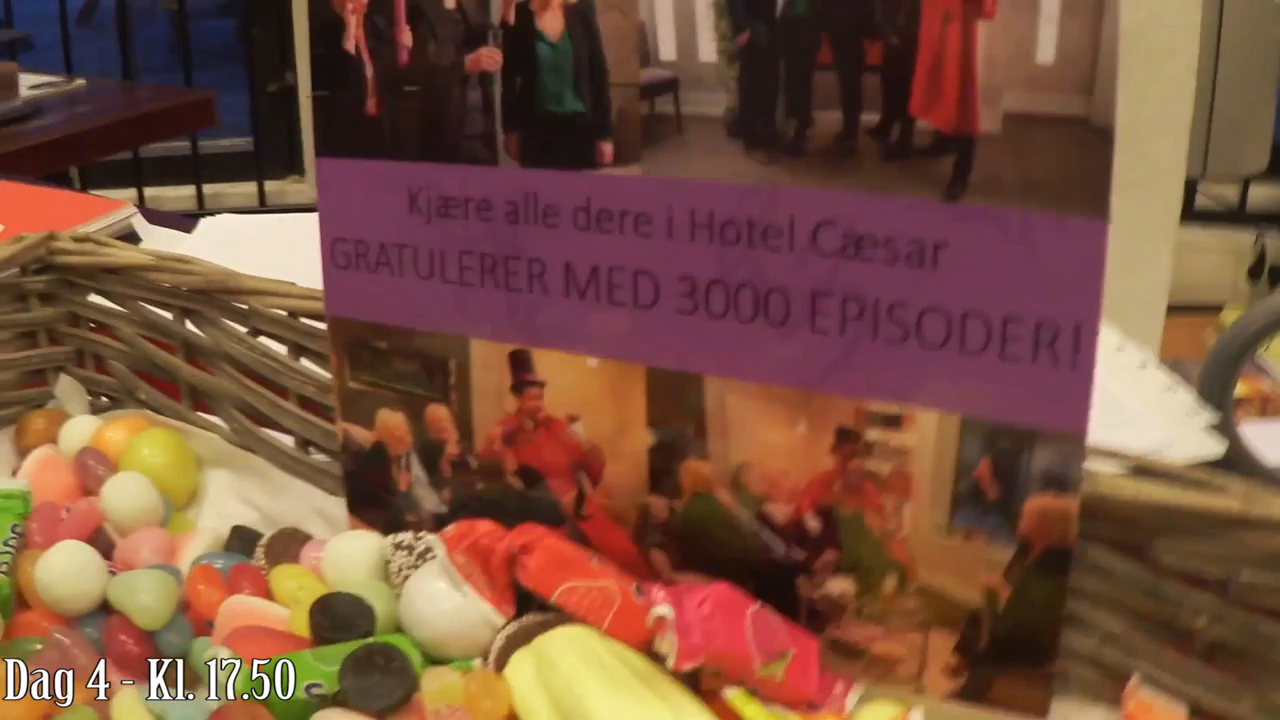 Kjære alle dere i Hotel Cæsar
GRATULERER MED 3000 EPISODER!
Dag 4 - Kl. 17.50